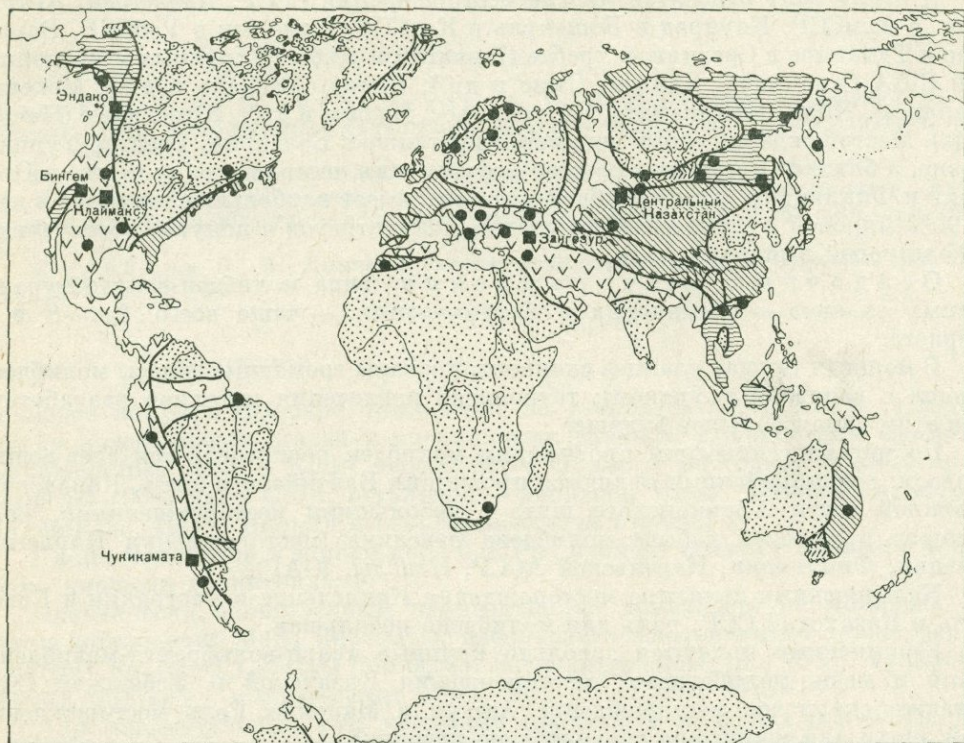 Эндако
Бингем
Клаймакс
Центральный
Казахстан
Зангезур
?
Чукикамата